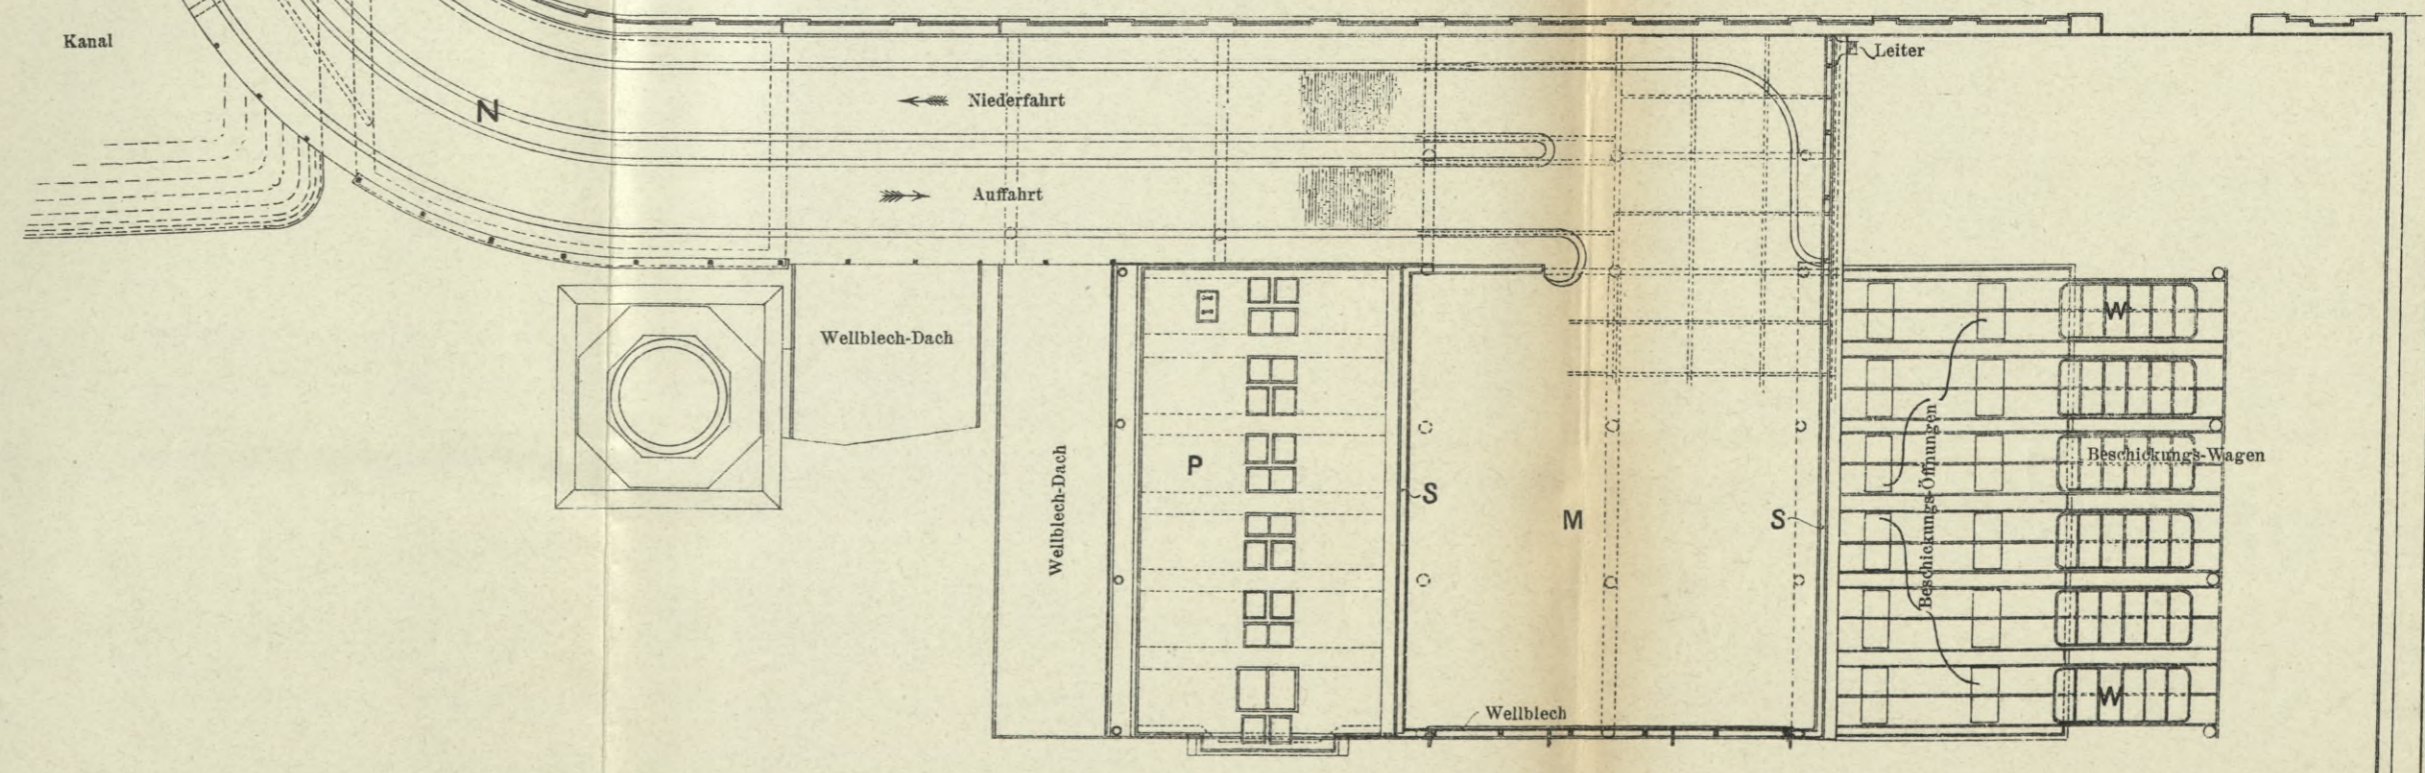 Kanal
Leiter
N
Niederfahrt
Auffahrt
Wellblech-Dach
W
Wellblech-Dach
P
S
M
S
Beschickungs-Öffnungen
Beschickungs-Wagen
Wellblech
W